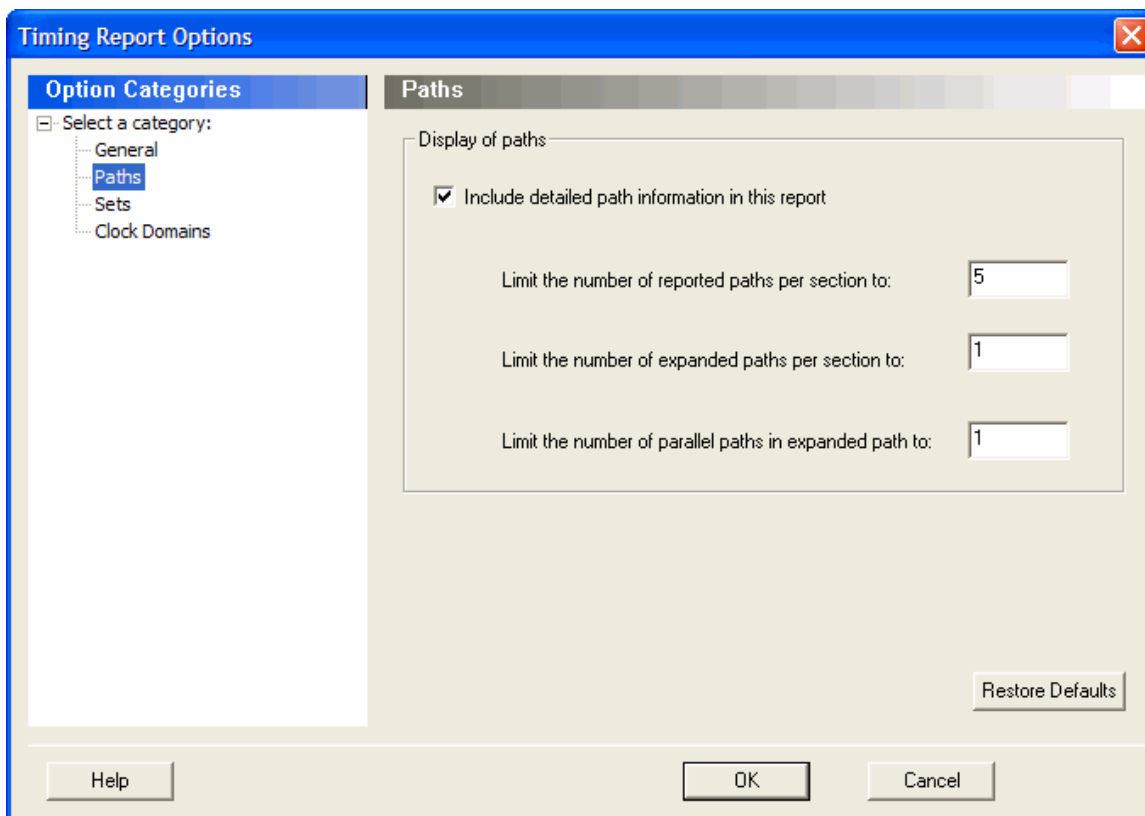 Timing Report Options
Option Categories
Select a category:
General
Paths
Sets
Clock Domains
Paths
Display of paths
Include detailed path information in this report
Limit the number of reported paths per section to: 5
Limit the number of expanded paths per section to: 1
Limit the number of parallel paths in expanded path to: 1
Restore Defaults
Help OK Cancel